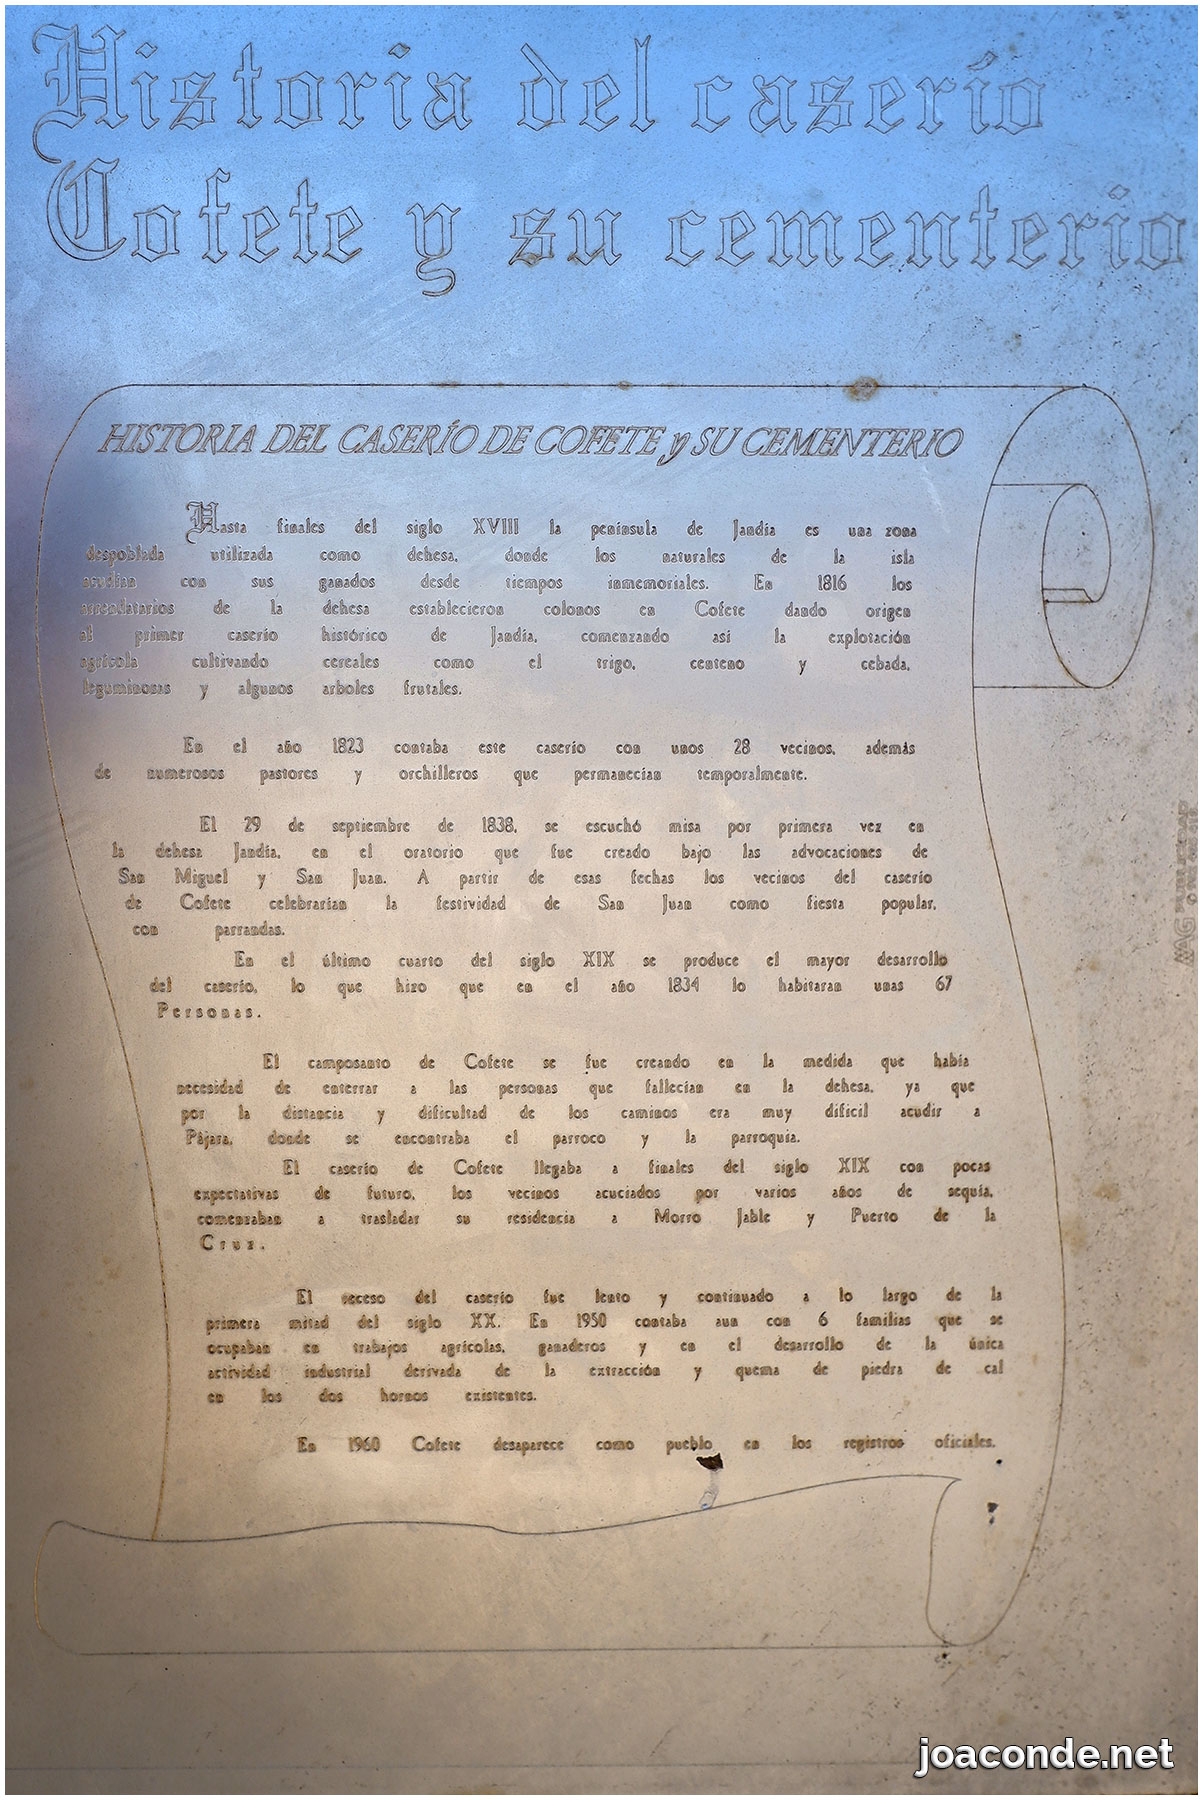 Historia del caserío
Cofete y su cementerio
HISTORIA DEL CASERÍO DE COFETE y SU CEMENTERIO
Hasta finales del siglo XVIII la península de Jandía es una zona
despoblada utilizada como dehesa, donde los naturales de la isla
acudían con sus ganados desde tiempos inmemoriales. En 1816 los
arrendatarios de la dehesa establecieron colonos en Cofete dando origen
al primer caserío histórico de Jandía, comenzando así la explotación
agrícola cultivando cereales como el trigo, centeno y cebada,
leguminosas y algunos arboles frutales.
En el año 1823 contaba este caserío con unos 28 vecinos, además
de numerosos pastores y orchilleros que permanecían temporalmente.
El 29 de septiembre de 1838, se escuchó misa por primera vez en
la dehesa Jandía, en el oratorio que fue creado bajo las advocaciones de
San Miguel y San Juan. A partir de esas fechas los vecinos del caserío
de Cofete celebrarían la festividad de San Juan como fiesta popular,
con parrandas.
En el último cuarto del siglo XIX se produce el mayor desarrollo
del caserío, lo que hizo que en el año 1834 lo habitaran unas 67
Personas.
El camposanto de Cofete se fue creando en la medida que había
necesidad de enterrar a las personas que fallecían en la dehesa, ya que
por la distancia y dificultad de los caminos era muy difícil acudir a
Pájara, donde se encontraba el parroco y la parroquia.
El caserío de Cofete llegaba a finales del siglo XIX con pocas
expectativas de futuro, los vecinos acuciados por varios años de sequía,
comenzaban a trasladar su residencia a Morro Jable y Puerto de la
Cruz.
El receso del caserío fue lento y continuado a lo largo de la
primera mitad del siglo XX. En 1950 contaba aun con 6 familias que se
ocupaban en trabajos agrícolas, ganaderos y en el desarrollo de la única
actividad industrial derivada de la extracción y quema de piedra de cal
en los dos hornos existentes.
En 1960 Cofete desaparece como pueblo en los registros oficiales.
joaconde.net